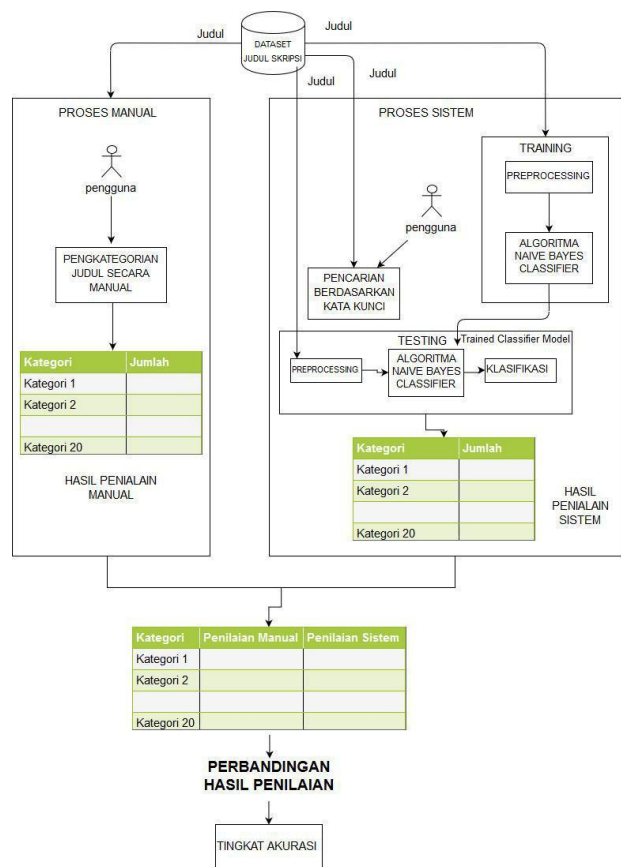 Judul
Judul
DATASET
JUDUL SKRIPSI
Judul
Judul
PROSES MANUAL
pengguna
PENGKATEGORIAN
JUDUL SECARA
MANUAL
Kategori Jumlah
Kategori 1
Kategori 2
Kategori 20
HASIL PENIALAIN
MANUAL
PROSES SISTEM
TRAINING
PREPROCESSING
ALGORITMA
NAIVE BAYES
CLASSIFIER
pengguna
PENCARIAN
BERDASARKAN
KATA KUNCI
TESTING
Trained Classifier Model
PREPROCESSING
ALGORITMA
NAIVE BAYES
CLASSIFIER
KLASIFIKASI
Kategori Jumlah
Kategori 1
Kategori 2
Kategori 20
HASIL
PENIALAIN
SISTEM
Kategori Penilaian Manual Penilaian Sistem
Kategori 1
Kategori 2
Kategori 20
PERBANDINGAN
HASIL PENILAIAN
TINGKAT AKURASI